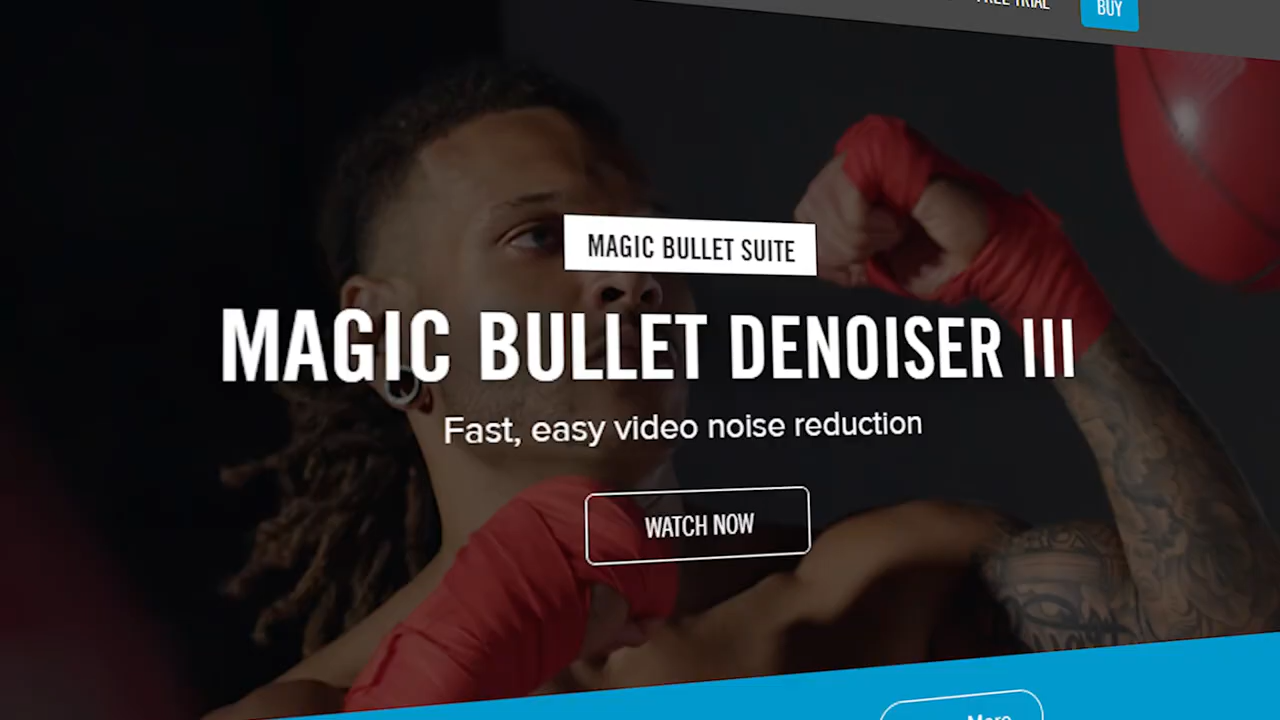 FREE TRIAL
BUY
MAGIC BULLET SUITE
MAGIC BULLET DENOISER III
Fast, easy video noise reduction
WATCH NOW
More